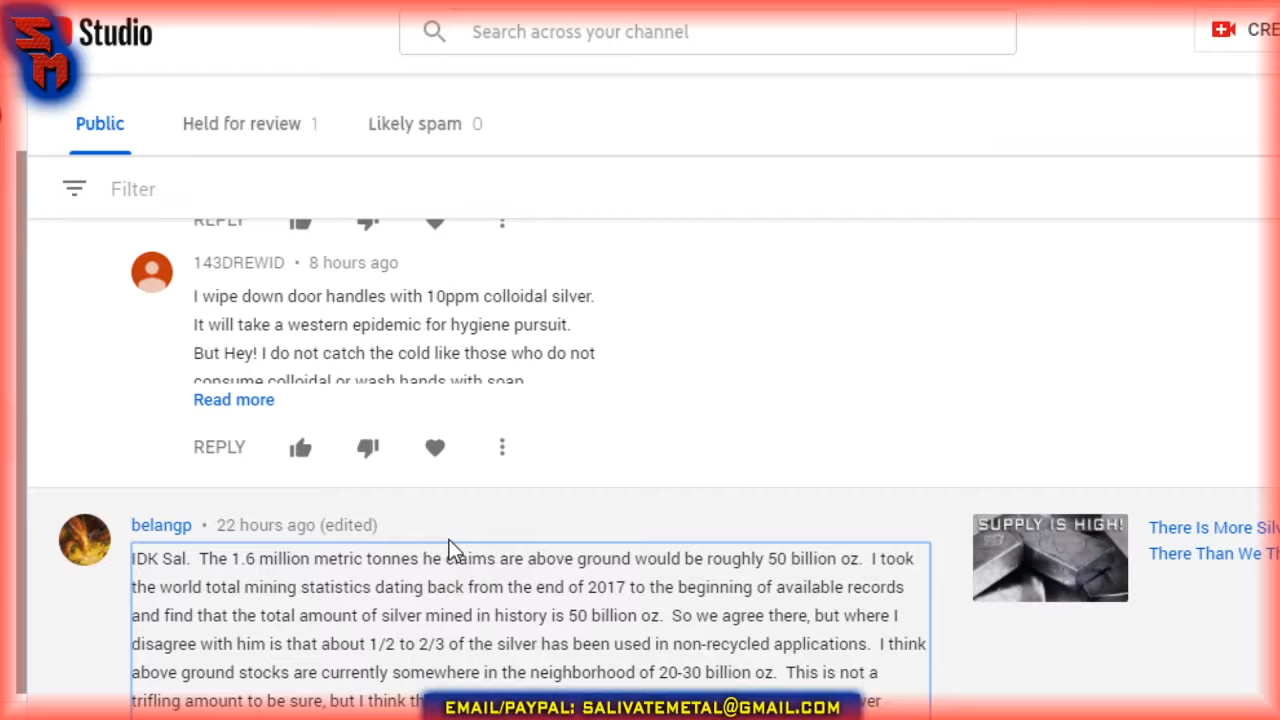 SM
Studio
Search across your channel
CRE
Public
Held for review 1
Likely spam 0
Filter
REPLY
143DREWID • 8 hours ago
I wipe down door handles with 10ppm colloidal silver.
It will take a western epidemic for hygiene pursuit.
But Hey! I do not catch the cold like those who do not
consume colloidal or wash hands with soap
Read more
REPLY
belangp • 22 hours ago (edited)
IDK Sal. The 1.6 million metric tonnes he claims are above ground would be roughly 50 billion oz. I took
the world total mining statistics dating back from the end of 2017 to the beginning of available records
and find that the total amount of silver mined in history is 50 billion oz. So we agree there, but where I
disagree with him is that about 1/2 to 2/3 of the silver has been used in non-recycled applications. I think
above ground stocks are currently somewhere in the neighborhood of 20-30 billion oz. This is not a
trifling amount to be sure, but I think
SUPPLY IS HIGH!
There Is More
There Than We
EMAIL/PAYPAL: SALIVATEMETAL@GMAIL.COM